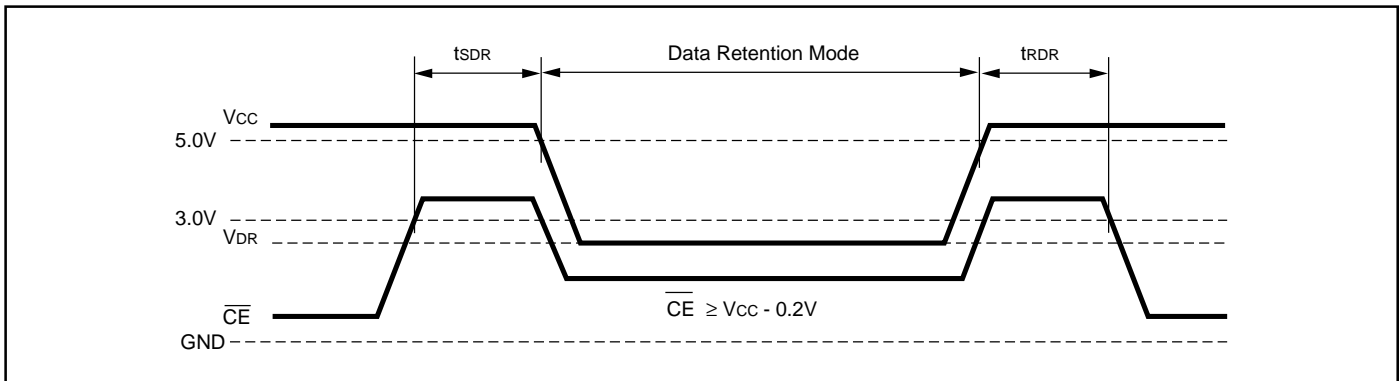 tSDR Data Retention Mode tRDR
VCC
5.0V
3.0V
VDR
CE ≥ VCC - 0.2V
CE
GND